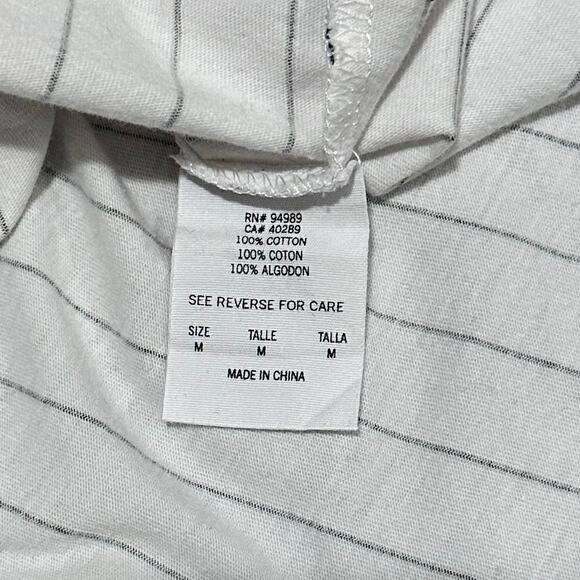 RN# 94989
CA# 40289
100% COTTON
100% COTON
100% ALGODON
SEE REVERSE FOR CARE
SIZE TALLE TALLA
M M M
MADE IN CHINA